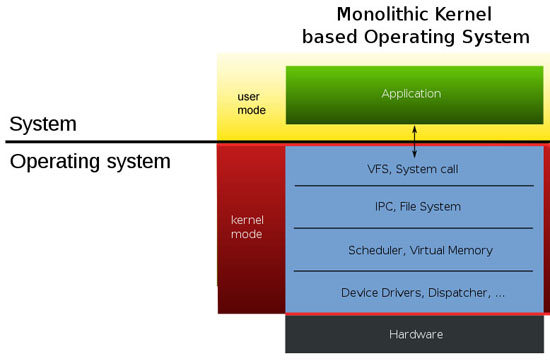 Monolithic Kernel
based Operating System
user
mode
Application
System
Operating system
VFS, System call
kernel
mode
IPC, File System
Scheduler, Virtual Memory
Device Drivers, Dispatcher, ...
Hardware